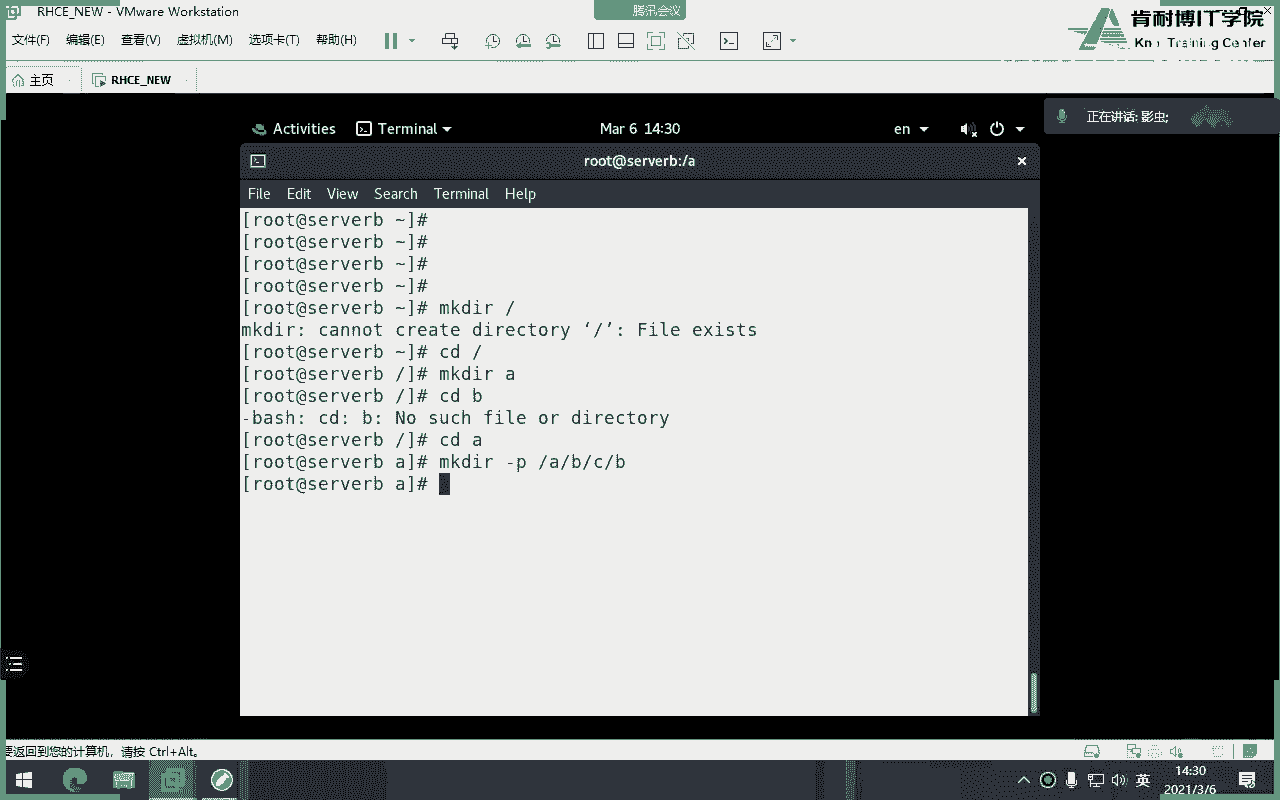 RHCE_NEW - VMware Workstation
腾讯会议
肯耐博IT学院
文件(F) 编辑(E) 查看(V) 虚拟机(M) 选项卡(T) 帮助(H)
Training Center
主页 RHCE_NEW
正在讲话: 影虫;
Activities Terminal Mar 6 14:30 en
root@serverb:/a
File Edit View Search Terminal Help
[root@serverb ~]#
[root@serverb ~]#
[root@serverb ~]#
[root@serverb ~]#
[root@serverb ~]# mkdir /
mkdir: cannot create directory ‘/’: File exists
[root@serverb ~]# cd /
[root@serverb /]# mkdir a
[root@serverb /]# cd b
-bash: cd: b: No such file or directory
[root@serverb /]# cd a
[root@serverb a]# mkdir -p /a/b/c/b
[root@serverb a]#
要返回到您的计算机，请按 Ctrl+Alt。
英
14:30
2021/3/6